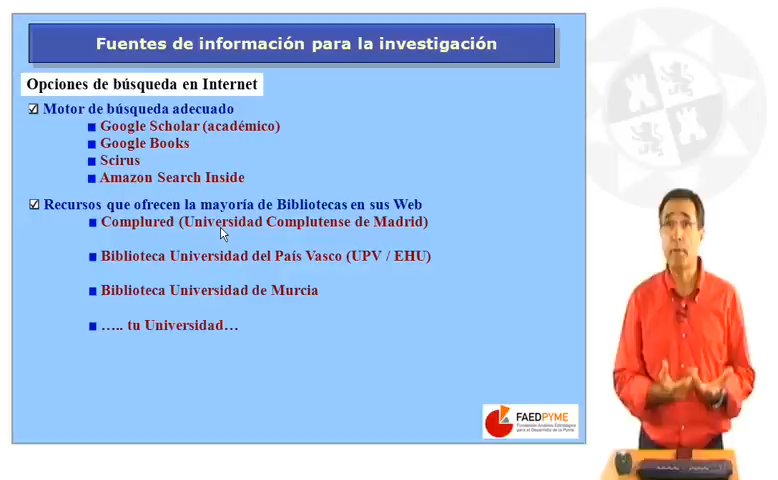 Fuentes de información para la investigación
Opciones de búsqueda en Internet
Motor de búsqueda adecuado
Google Scholar (académico)
Google Books
Scirus
Amazon Search Inside
Recursos que ofrecen la mayoría de Bibliotecas en sus Web
Complured (Universidad Complutense de Madrid)
Biblioteca Universidad del País Vasco (UPV / EHU)
Biblioteca Universidad de Murcia
….. tu Universidad…
FAEDPYME
Fundación Análisis Estratégico
para el Desarrollo de la Pyme